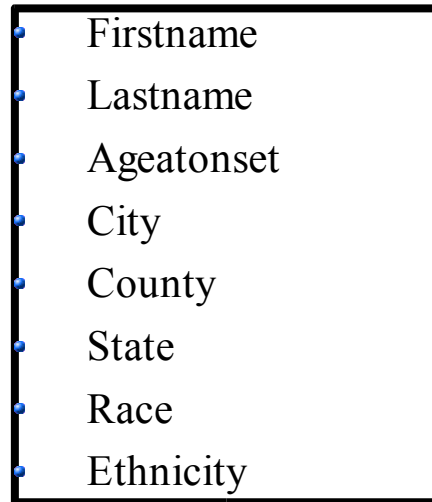 Firstname
Lastname
Ageatonset
City
County
State
Race
Ethnicity